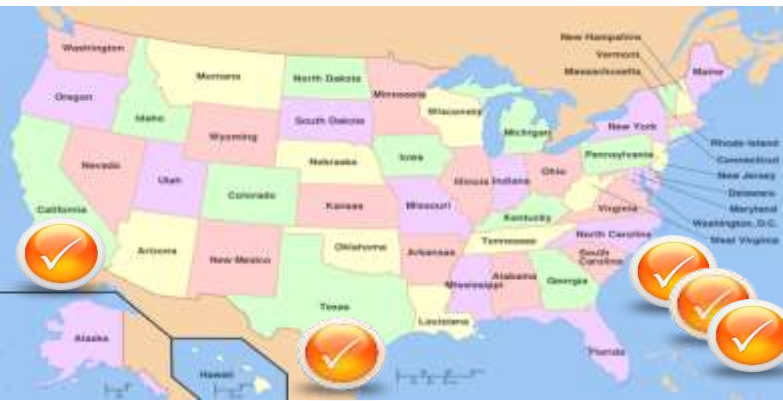 New Hampshire
Vermont
Massachusetts
Washington
Montana
North Dakota
Minnesota
Maine
Oregon
Idaho
South Dakota
Wisconsin
Michigan
New York
Wyoming
Rhode Island
Connecticut
Nebraska
Iowa
Pennsylvania
New Jersey
Nevada
Utah
Colorado
Illinois
Indiana
Ohio
Delaware
Maryland
Kansas
Missouri
Kentucky
Virginia
Washington, D.C.
West Virginia
California
Arizona
New Mexico
Oklahoma
Arkansas
Tennessee
North Carolina
South
Carolina
Mississippi
Alabama
Georgia
Texas
Louisiana
Alaska
Florida
Hawaii